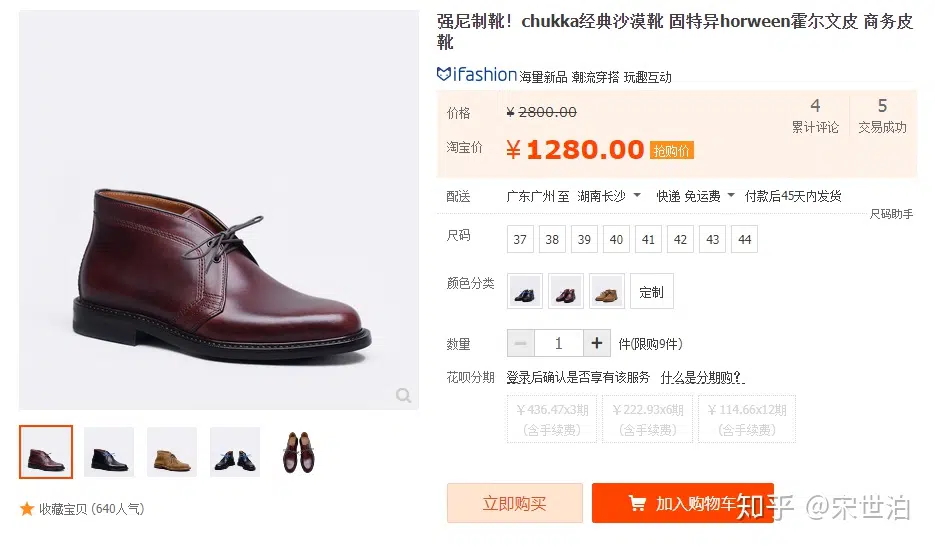 强尼制靴！chukka经典沙漠靴 固特异horween霍尔文皮 商务皮
靴
ifashion 海量新品 潮流穿搭 玩趣互动
价格 ¥ 2800.00
4 累计评论
5 交易成功
淘宝价 ¥ 1280.00 抢购价
配送 广东广州 至 湖南长沙 快递 免运费 付款后45天内发货
尺码助手
尺码 37 38 39 40 41 42 43 44
颜色分类 定制
数量 1 件(限购9件)
花呗分期 登录后确认是否享有该服务 什么是分期购?
¥436.47x3期 ¥222.93x6期 ¥114.66x12期
(含手续费) (含手续费) (含手续费)
收藏宝贝 (640人气)
立即购买 加入购物车
知乎 @宋世泊